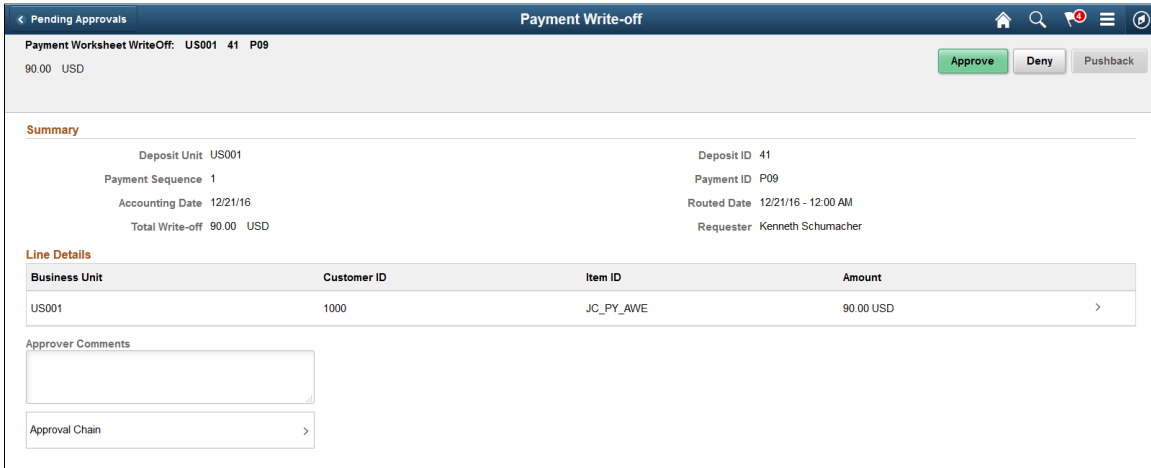 Pending Approvals
Payment Write-off
4
Payment Worksheet WriteOff: US001 41 P09
90.00 USD
Approve Deny Pushback
Summary
Deposit Unit US001 Deposit ID 41
Payment Sequence 1 Payment ID P09
Accounting Date 12/21/16 Routed Date 12/21/16 - 12:00 AM
Total Write-off 90.00 USD Requester Kenneth Schumacher
Line Details
Business Unit Customer ID Item ID Amount
US001 1000 JC_PY_AWE 90.00 USD
Approver Comments
Approval Chain